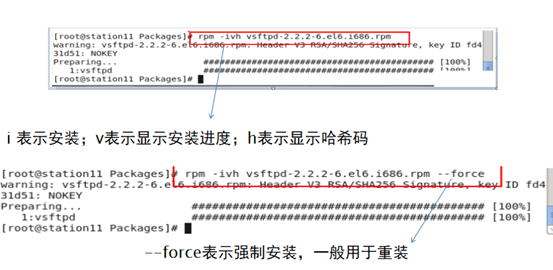 [root@station11 Packages]# rpm -ivh vsftpd-2.2.2-6.el6.i686.rpm
warning: vsftpd-2.2.2-6.el6.i686.rpm: Header V3 RSA/SHA256 Signature, key ID fd4
31d51: NOKEY
Preparing... ########################################### [100%]
1:vsftpd ########################################### [100%]
[root@station11 Packages]#
i 表示安装；v表示显示安装进度；h表示显示哈希码
[root@station11 Packages]# rpm -ivh vsftpd-2.2.2-6.el6.i686.rpm --force
warning: vsftpd-2.2.2-6.el6.i686.rpm: Header V3 RSA/SHA256 Signature, key ID fd4
31d51: NOKEY
Preparing... ########################################### [100%]
1:vsftpd ########################################### [100%]
[root@station11 Packages]#
--force表示强制安装，一般用于重装